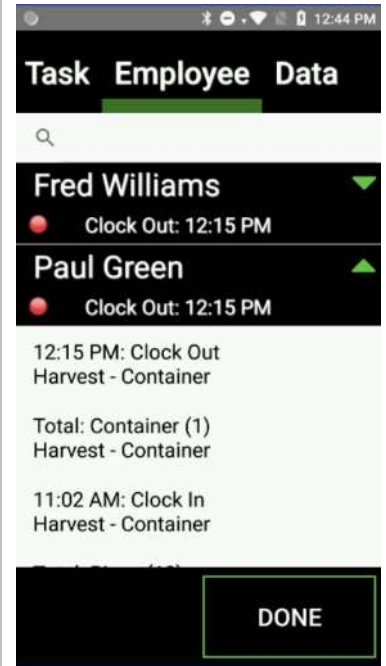 12:44 PM
Task Employee Data
Fred Williams
Clock Out: 12:15 PM
Paul Green
Clock Out: 12:15 PM
12:15 PM: Clock Out
Harvest - Container
Total: Container (1)
Harvest - Container
11:02 AM: Clock In
Harvest - Container
DONE